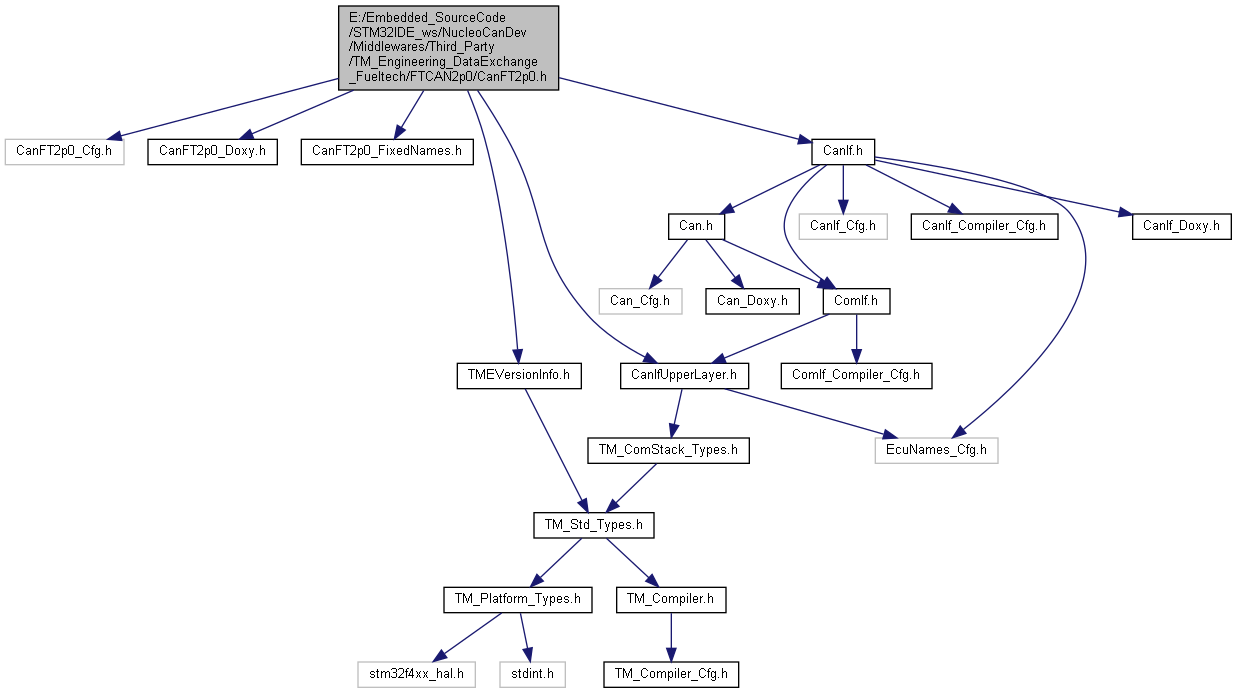 E:/Embedded_SourceCode
/STM32IDE_ws/NucleoCanDev
/Middlewares/Third_Party
/TM_Engineering_DataExchange
_Fueltech/FTCAN2p0/CanFT2p0.h
CanFT2p0_Cfg.h
CanFT2p0_Doxy.h
CanFT2p0_FixedNames.h
CanIf.h
Can.h
CanIf_Cfg.h
CanIf_Compiler_Cfg.h
CanIf_Doxy.h
Can_Cfg.h
Can_Doxy.h
ComIf.h
TMEVersionInfo.h
CanIfUpperLayer.h
ComIf_Compiler_Cfg.h
TM_ComStack_Types.h
EcuNames_Cfg.h
TM_Std_Types.h
TM_Platform_Types.h
TM_Compiler.h
stm32f4xx_hal.h
stdint.h
TM_Compiler_Cfg.h